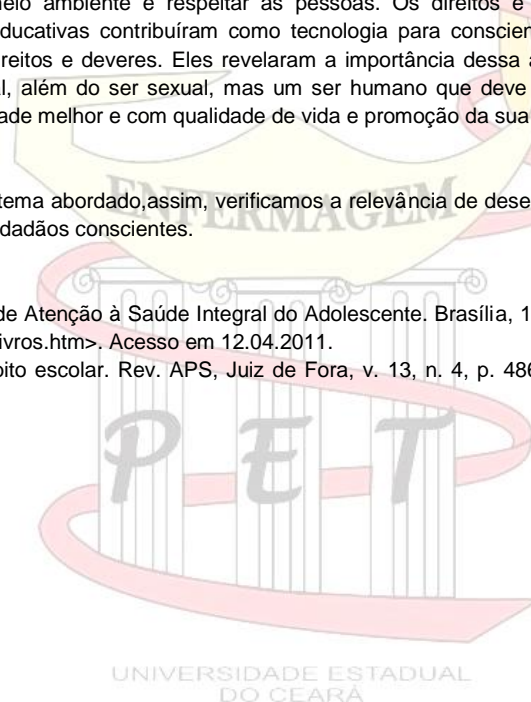 meio ambiente e respeitar as pessoas. Os direitos e
educativas contribuíram como tecnologia para conscien
reitos e deveres. Eles revelaram a importância dessa a
l, além do ser sexual, mas um ser humano que deve
ade melhor e com qualidade de vida e promoção da sua
ENFERMAGEM
tema abordado,assim, verificamos a relevância de dese
dadãos conscientes.
de Atenção à Saúde Integral do Adolescente. Brasília, 1
ivros.htm>. Acesso em 12.04.2011.
bito escolar. Rev. APS, Juiz de Fora, v. 13, n. 4, p. 486
PET
UNIVERSIDADE ESTADUAL
DO CEARÁ